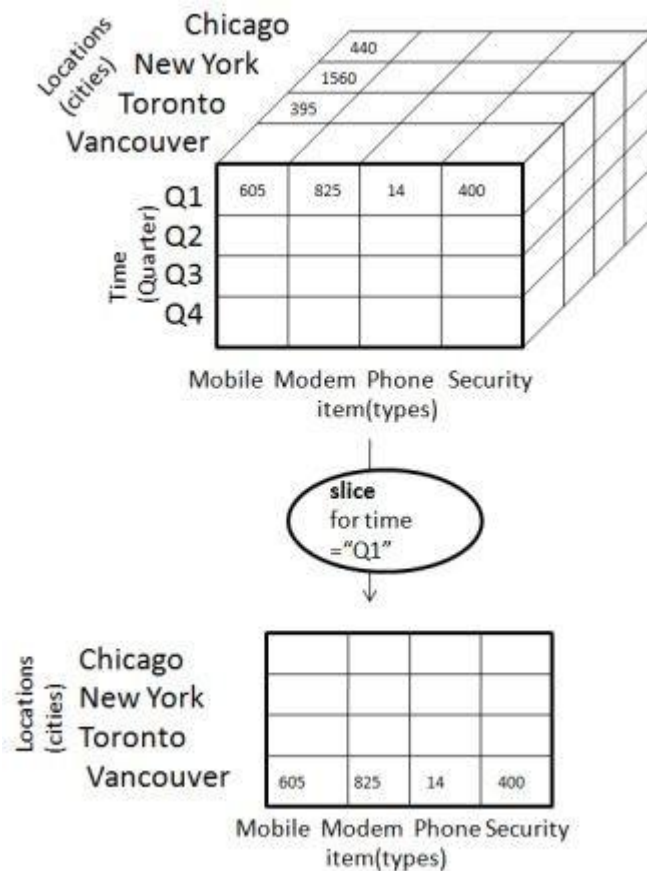 Chicago
440
Locations
(cities)
New York
1560
Toronto
395
Vancouver
Time
(Quarter)
Q1 605 825 14 400
Q2
Q3
Q4
Mobile Modem Phone Security
item(types)
slice
for time
="Q1"
Locations
(cities)
Chicago
New York
Toronto
Vancouver 605 825 14 400
Mobile Modem Phone Security
item(types)